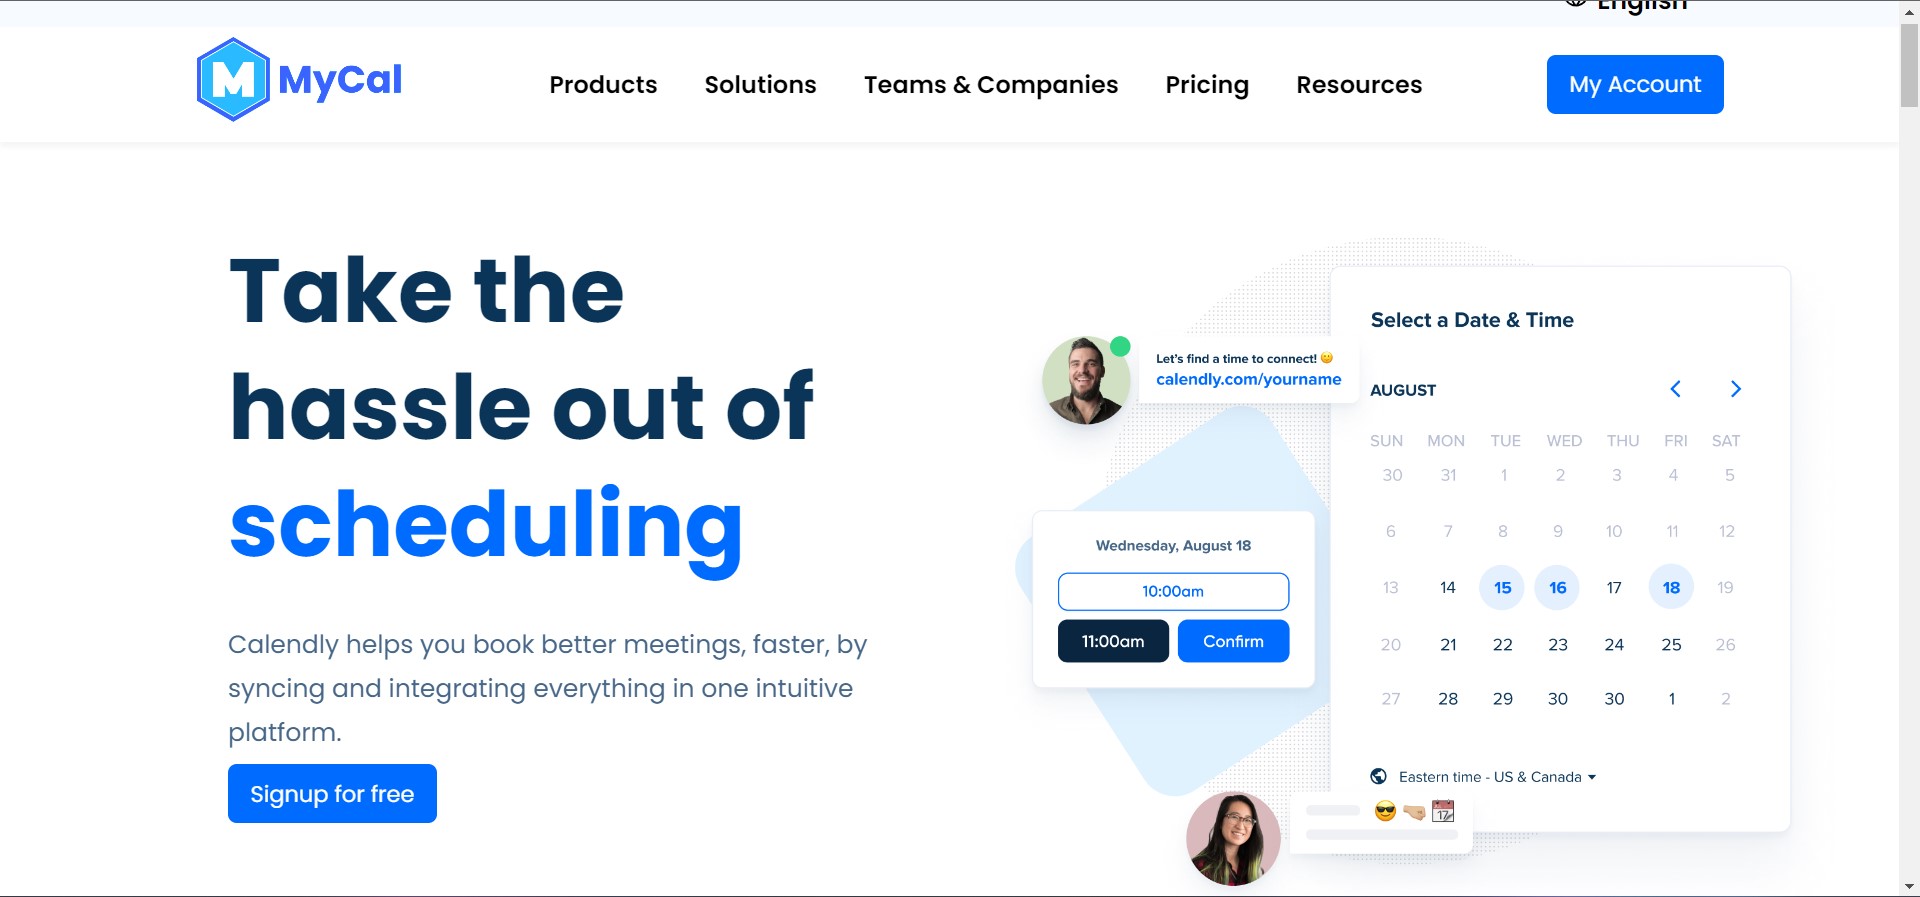 English
M MyCal
Products Solutions Teams & Companies Pricing Resources
My Account
Take the
hassle out of
scheduling
Calendly helps you book better meetings, faster, by
syncing and integrating everything in one intuitive
platform.
Signup for free
Let's find a time to connect! 😀
calendly.com/yourname
Wednesday, August 18
10:00am
11:00am Confirm
Select a Date & Time
AUGUST
SUN MON TUE WED THU FRI SAT
30 31 1 2 3 4 5
6 7 8 9 10 11 12
13 14 15 16 17 18 19
20 21 22 23 24 25 26
27 28 29 30 30 1 2
Eastern time - US & Canada
😎 🤜 17